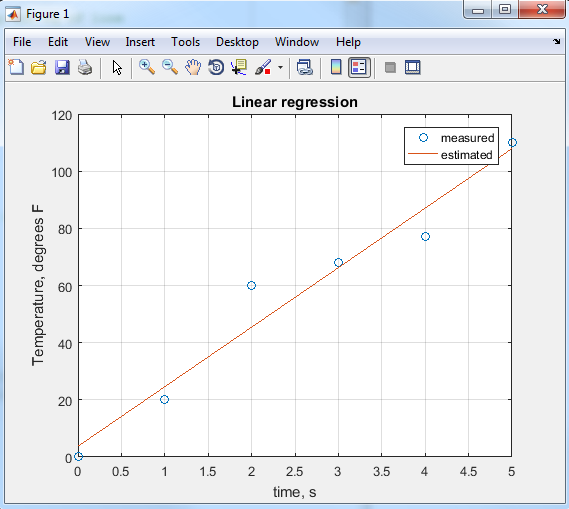 Figure 1
File Edit View Insert Tools Desktop Window Help
Linear regression
measured
estimated
Temperature, degrees F
120
100
80
60
40
20
0
0 0.5 1 1.5 2 2.5 3 3.5 4 4.5 5
time, s